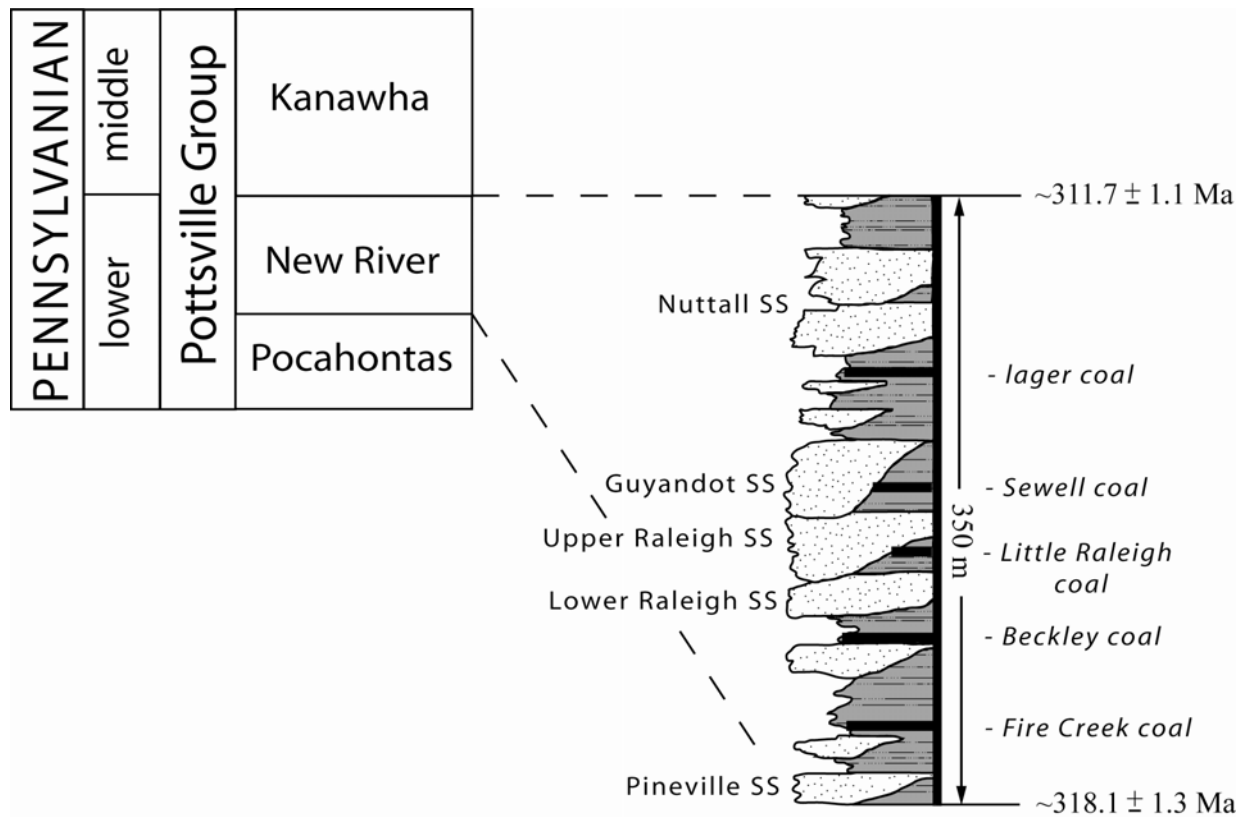 PENNSYLVANIAN
middle
lower
Pottsville Group
Kanawha
New River
Pocahontas
~311.7 ± 1.1 Ma
Nuttall SS
- lager coal
Guyandot SS
- Sewell coal
350 m
Upper Raleigh SS
- Little Raleigh
coal
Lower Raleigh SS
- Beckley coal
- Fire Creek coal
Pineville SS
~318.1 ± 1.3 Ma